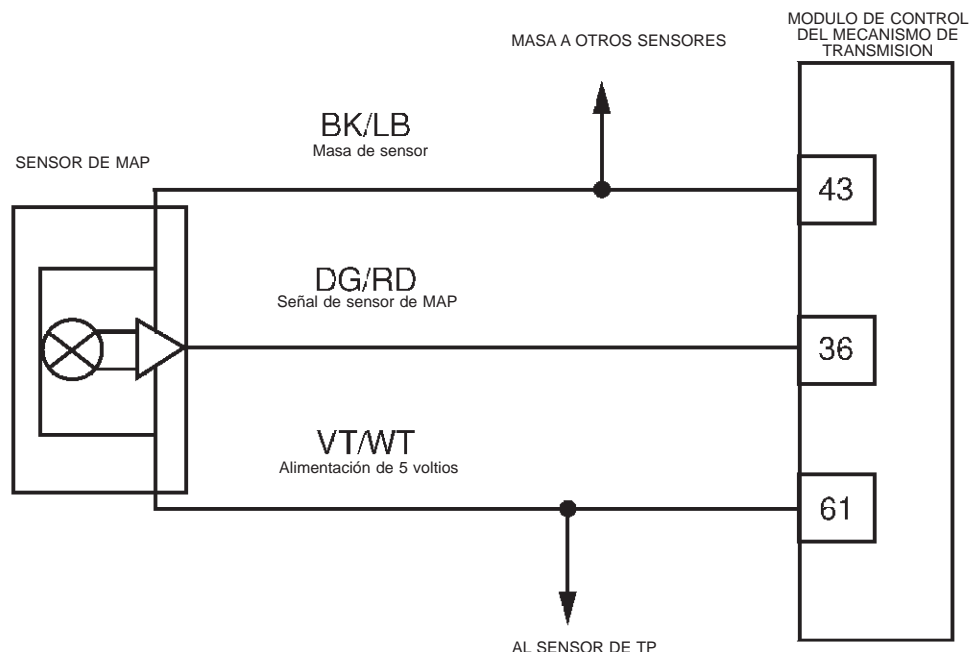 MODULO DE CONTROL
DEL MECANISMO DE
TRANSMISION
MASA A OTROS SENSORES
BK/LB
Masa de sensor
SENSOR DE MAP
43
DG/RD
Señal de sensor de MAP
36
VT/WT
Alimentación de 5 voltios
61
AL SENSOR DE TP